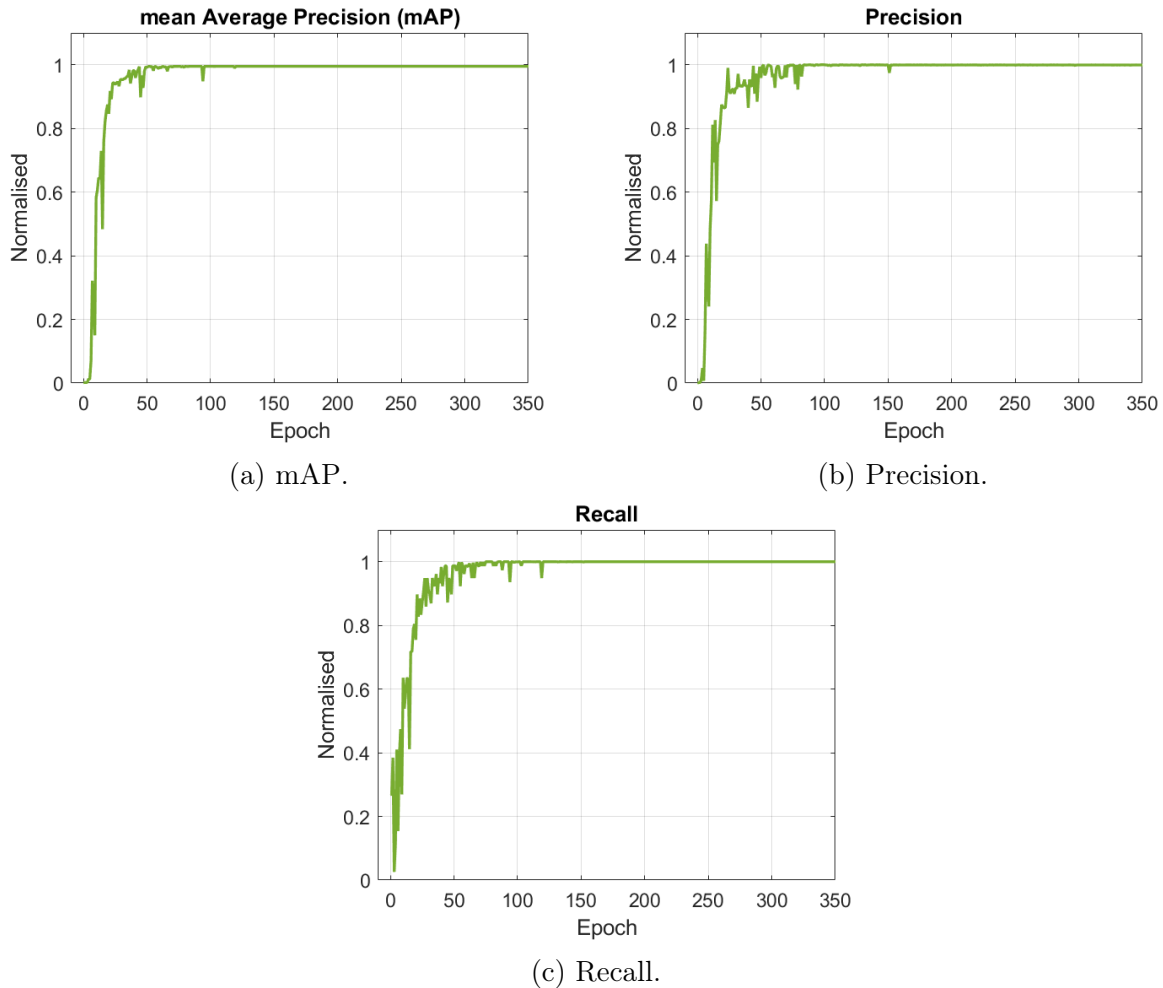 mean Average Precision (mAP)
1
0.8
0.6
0.4
0.2
0
Normalised
0 50 100 150 200 250 300 350
Epoch
(a) mAP.
Precision
1
0.8
0.6
0.4
0.2
0
Normalised
0 50 100 150 200 250 300 350
Epoch
(b) Precision.
Recall
1
0.8
0.6
0.4
0.2
0
Normalised
0 50 100 150 200 250 300 350
Epoch
(c) Recall.